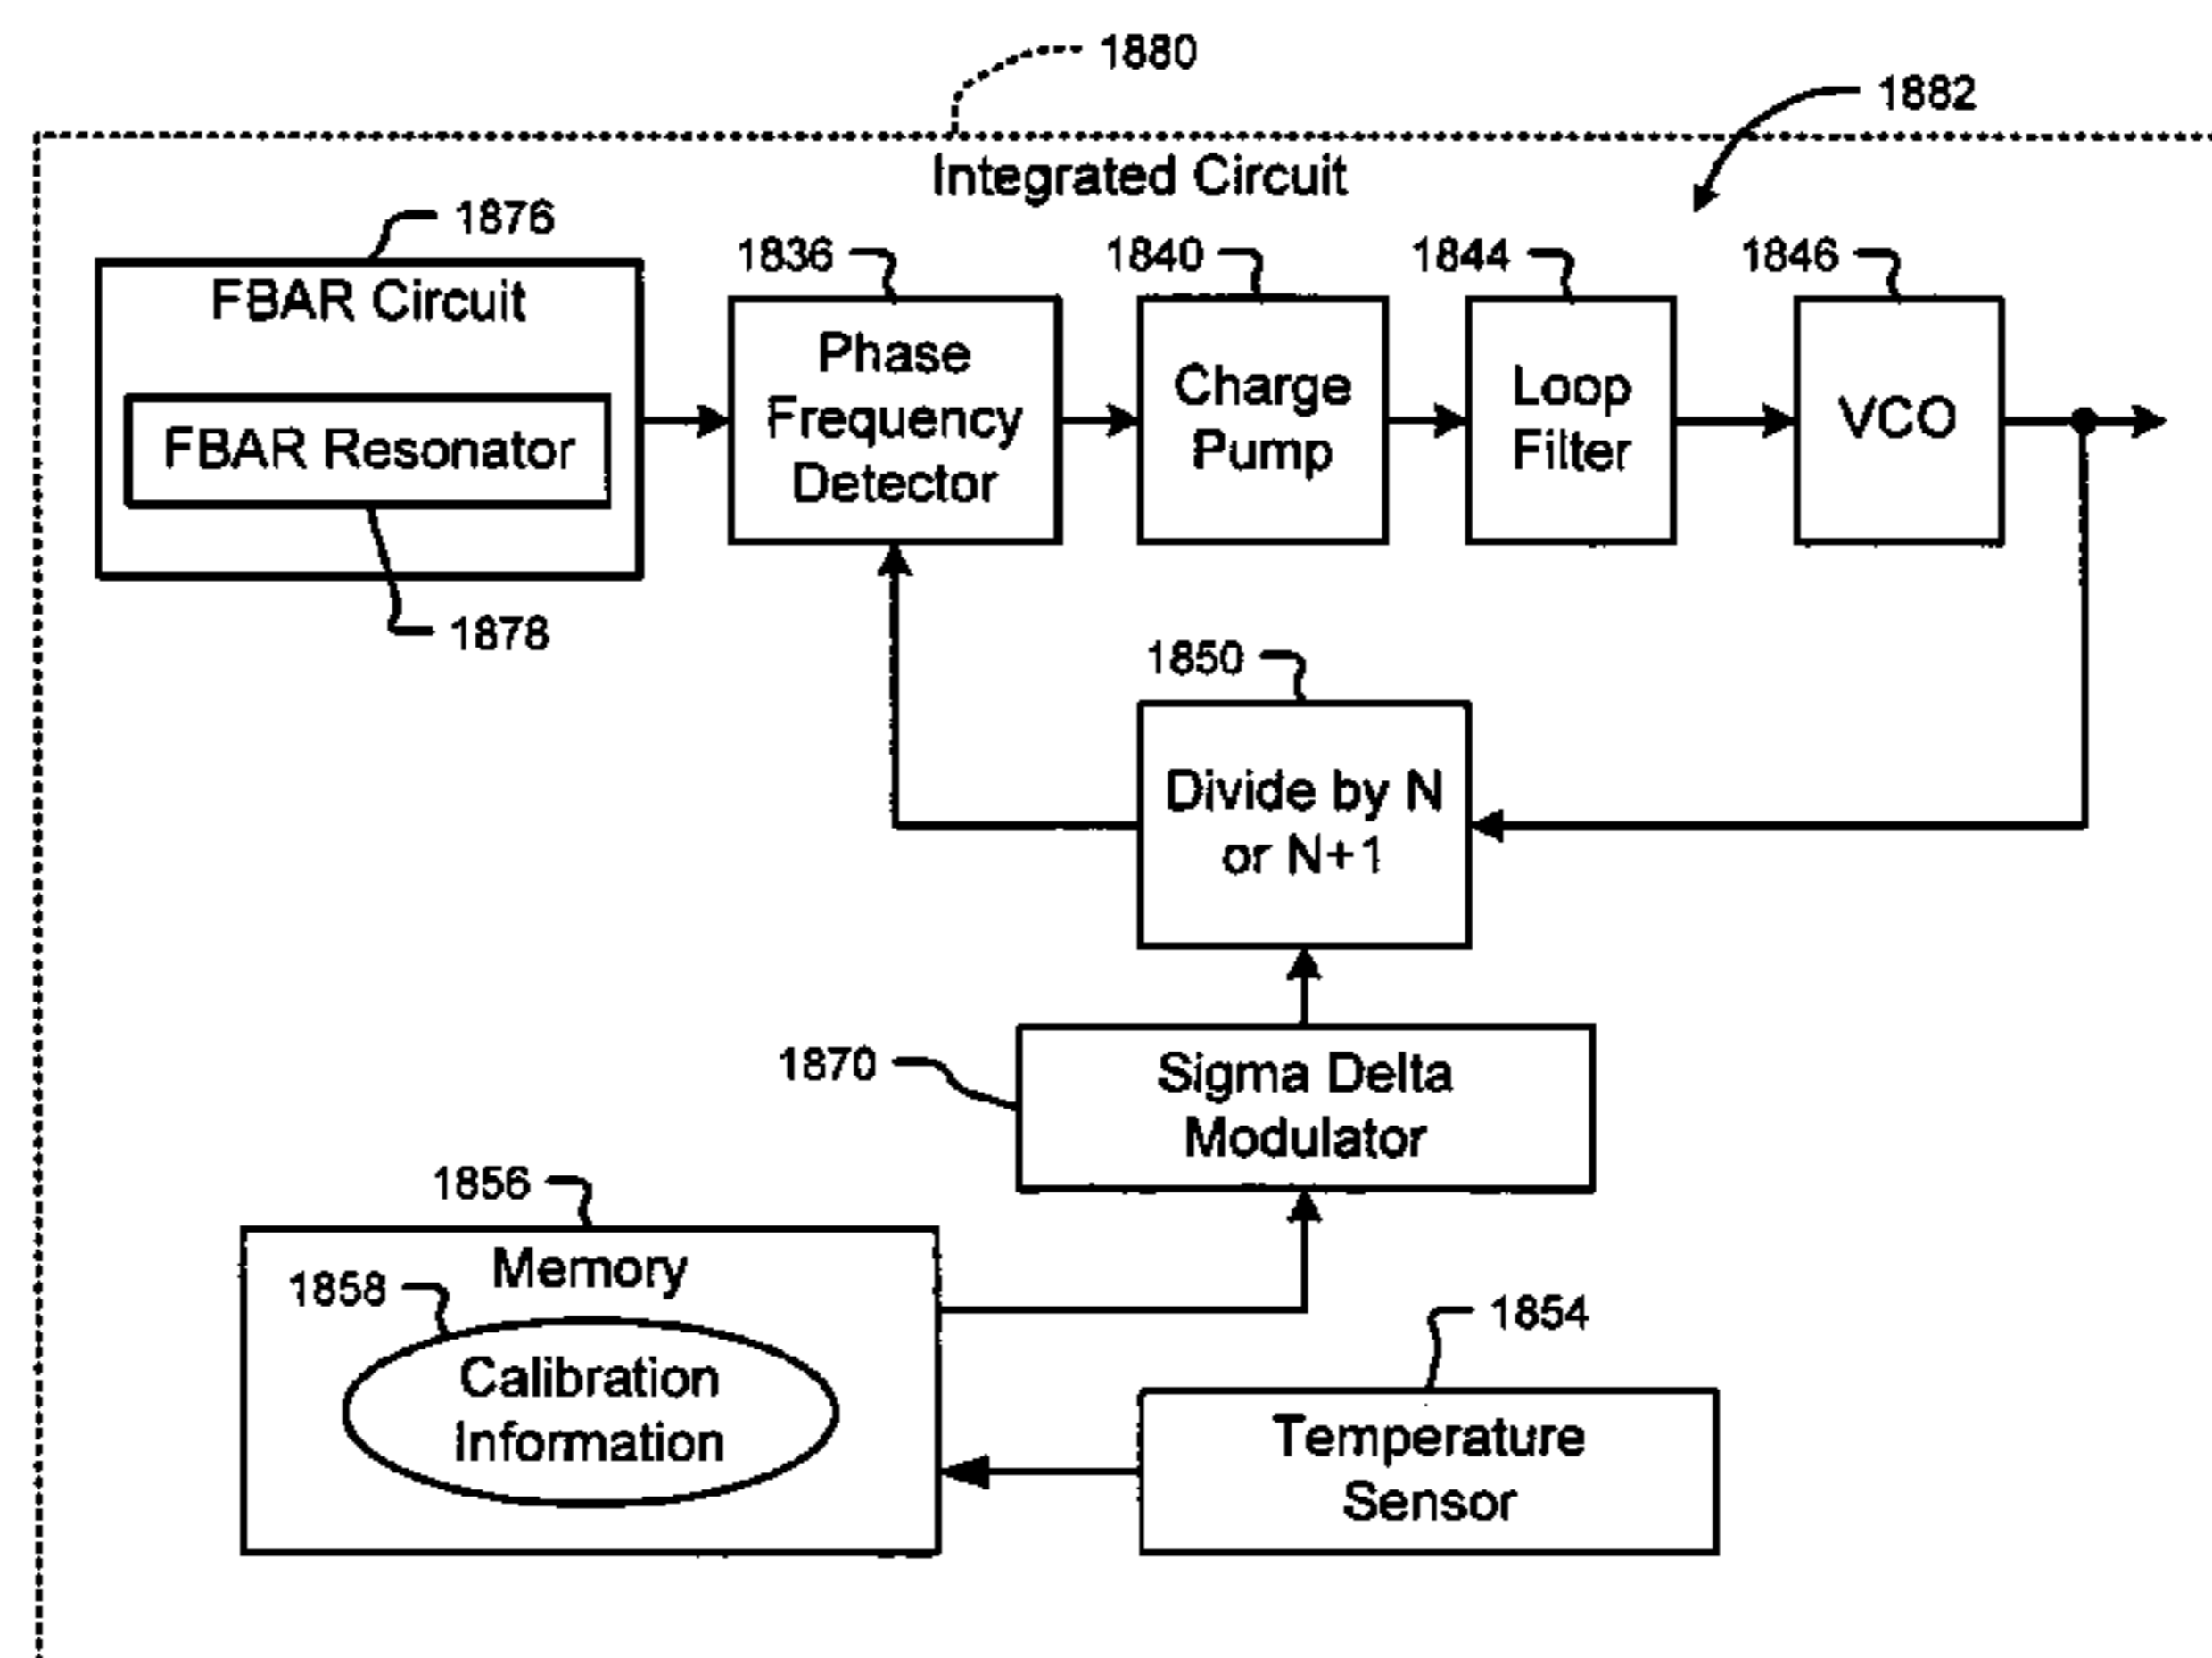 1880
1882
Integrated Circuit
1876
1836
1840
1844
1846
FBAR Circuit
FBAR Resonator
Phase
Frequency
Detector
Charge
Pump
Loop
Filter
VCO
1878
1850
Divide by N
or N+1
1870
Sigma Delta
Modulator
1856
Memory
1858
Calibration
Information
1854
Temperature
Sensor